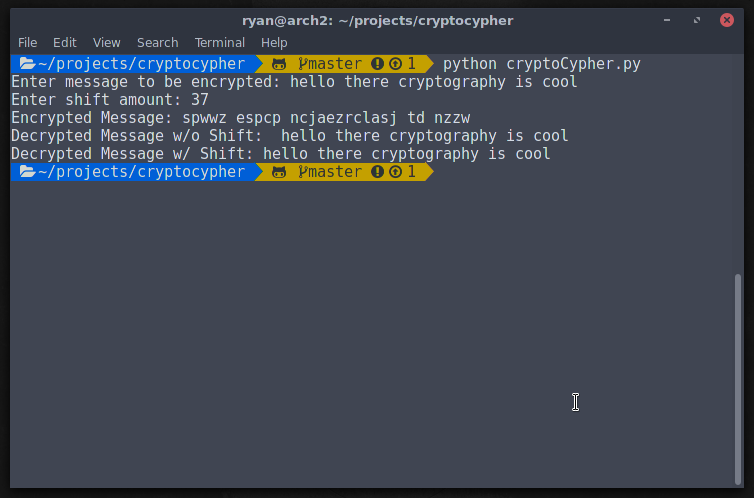 ryan@arch2: ~/projects/cryptocypher
File Edit View Search Terminal Help
~/projects/cryptocypher master 1 python cryptoCypher.py
Enter message to be encrypted: hello there cryptography is cool
Enter shift amount: 37
Encrypted Message: spwwz espcp ncjaezrclasj td nzzw
Decrypted Message w/o Shift:  hello there cryptography is cool
Decrypted Message w/ Shift: hello there cryptography is cool
~/projects/cryptocypher master 1